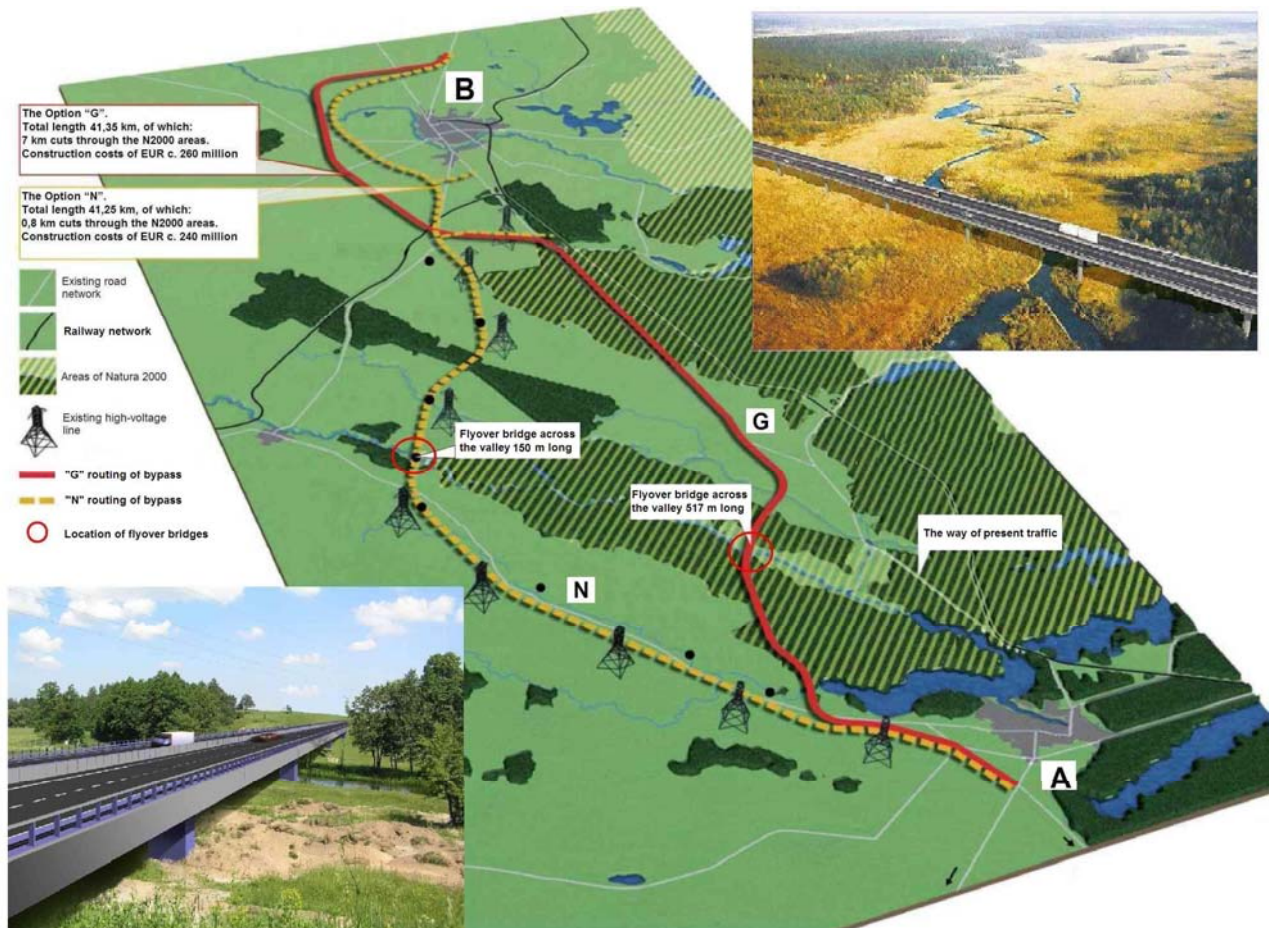 B
The Option "G".
Total length 41,35 km, of which:
7 km cuts through the N2000 areas.
Construction costs of EUR c. 260 million
The Option "N".
Total length 41,25 km, of which:
0,8 km cuts through the N2000 areas.
Construction costs of EUR c. 240 million
Existing road
network
Railway network
Areas of Natura 2000
Existing high-voltage
line
"G" routing of bypass
"N" routing of bypass
Location of flyover bridges
G
Flyover bridge across
the valley 150 m long
Flyover bridge across
the valley 517 m long
The way of present traffic
N
A